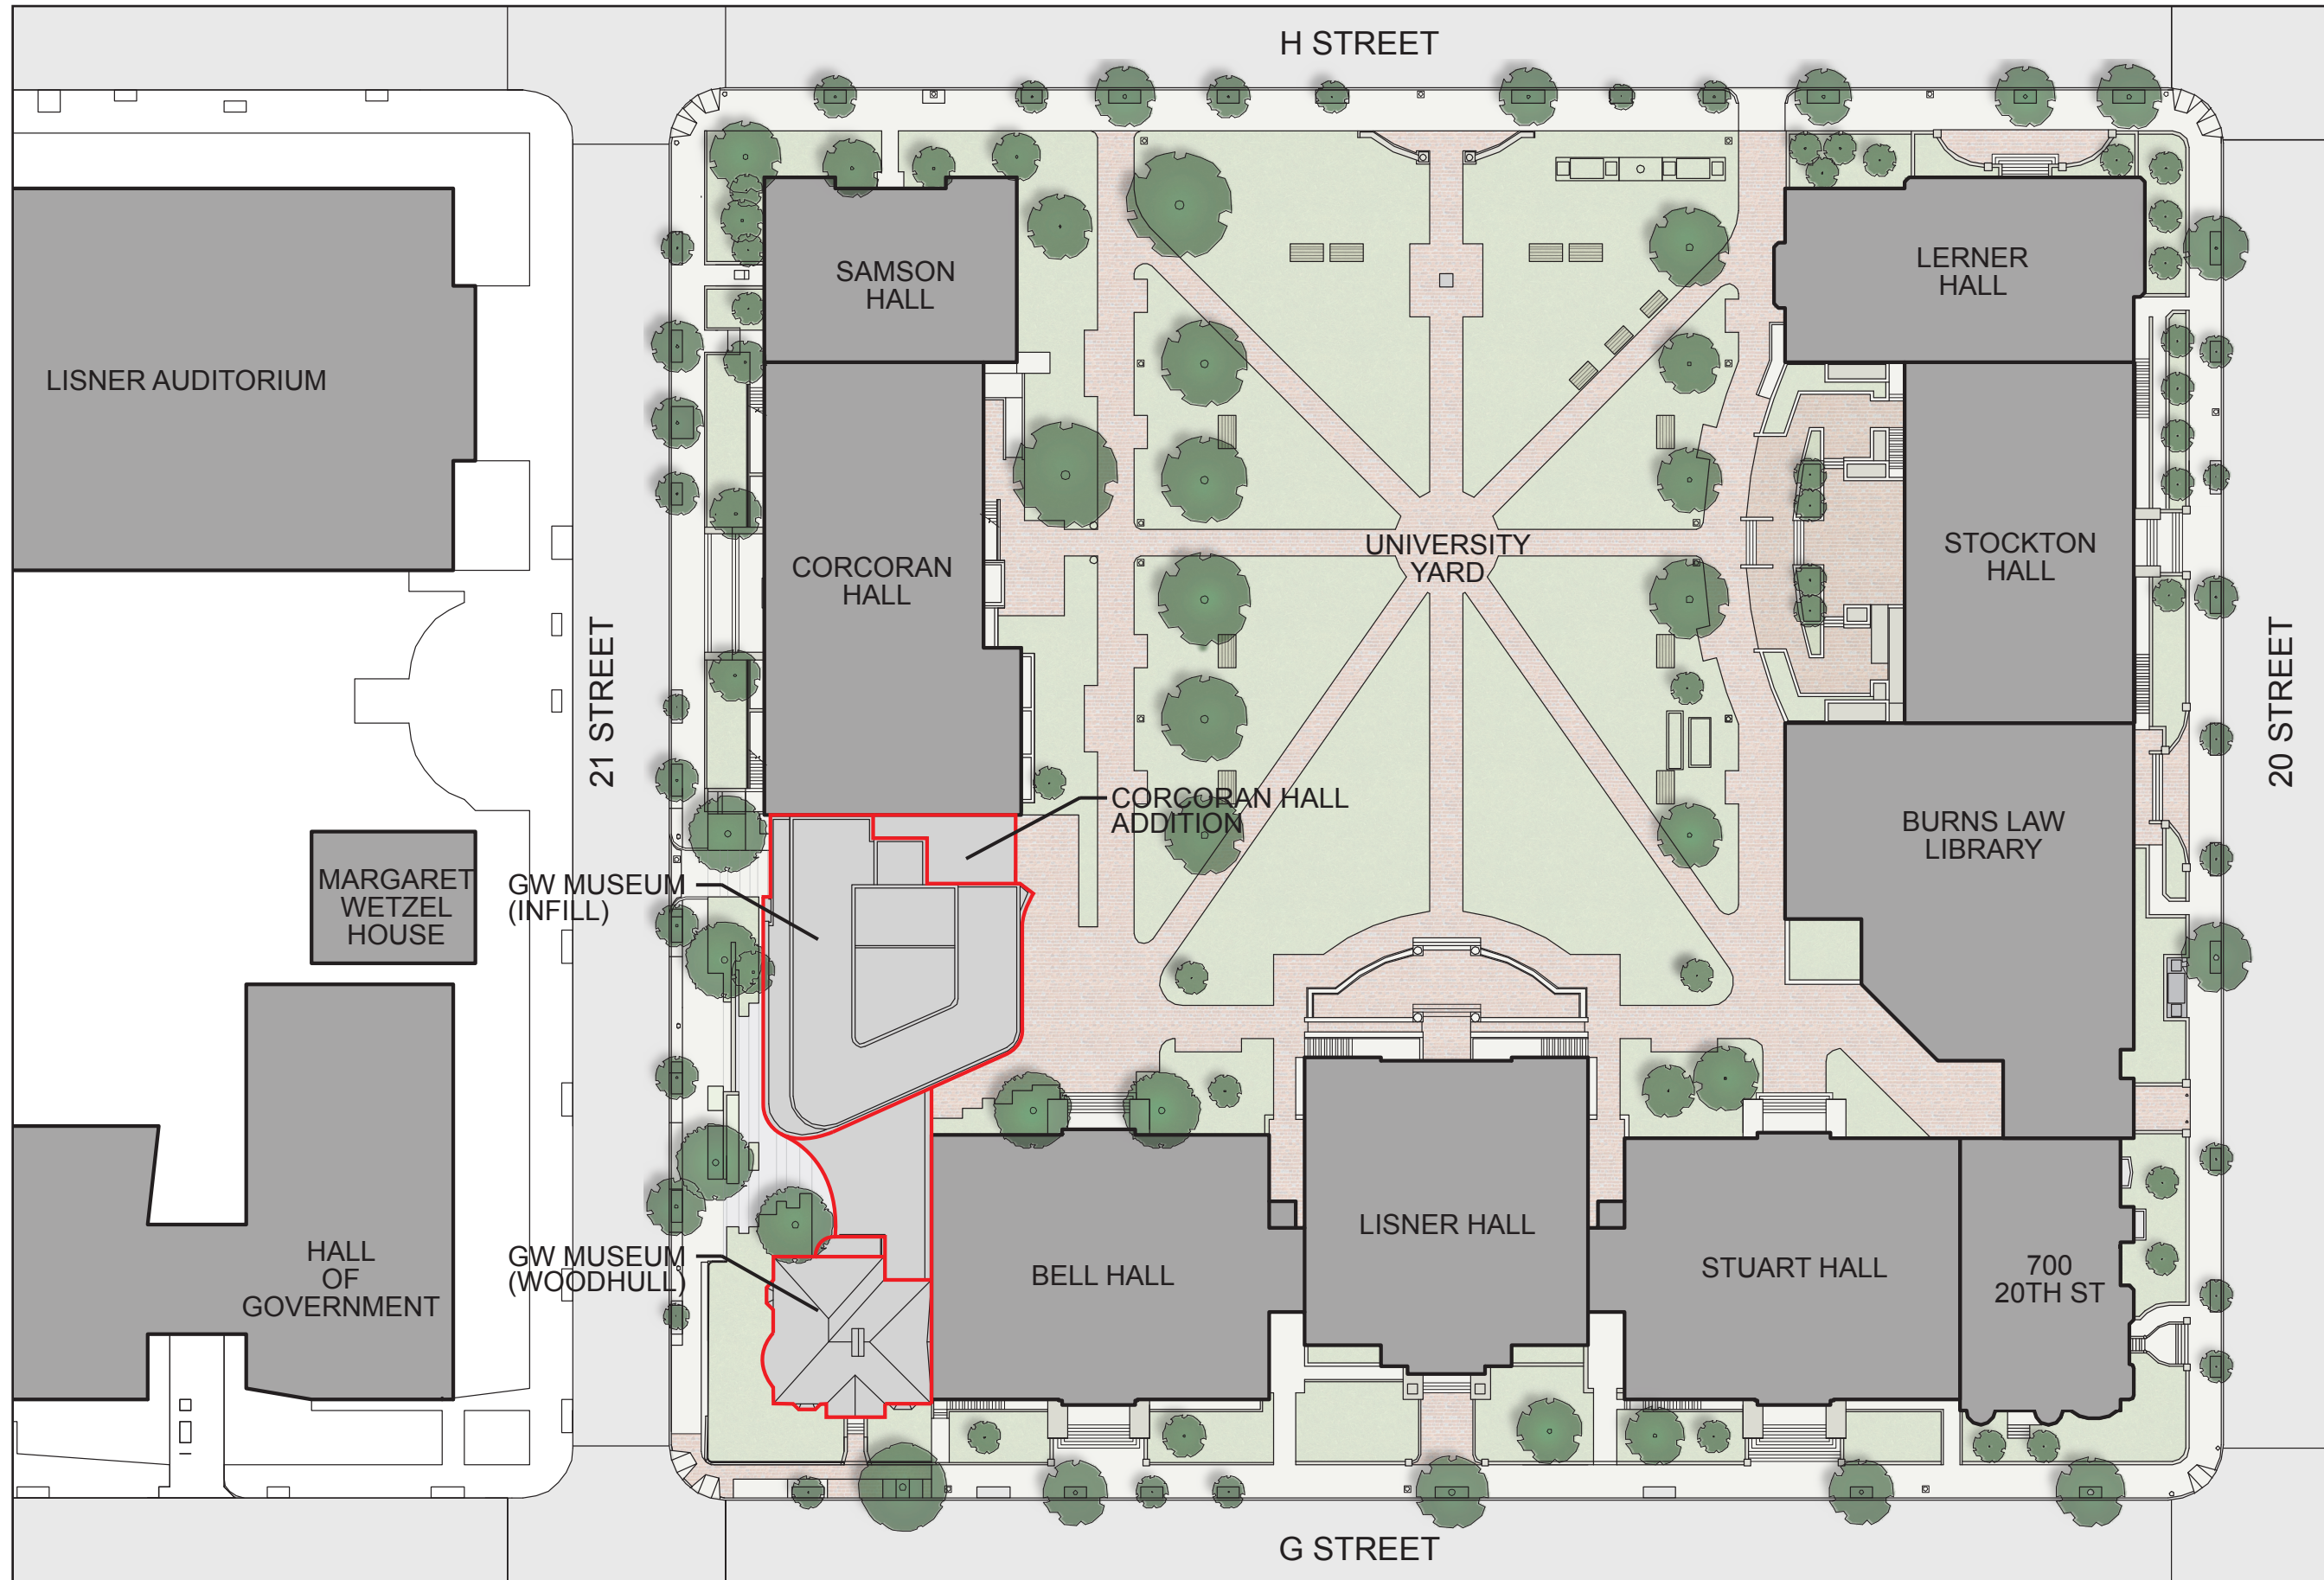 H STREET
SAMSON
HALL
LERNER
HALL
LISNER AUDITORIUM
CORCORAN
HALL
UNIVERSITY
YARD
STOCKTON
HALL
21 STREET
20 STREET
CORCORAN HALL
ADDITION
BURNS LAW
LIBRARY
MARGARET
WETZEL
HOUSE
GW MUSEUM
(INFILL)
HALL
OF
GOVERNMENT
GW MUSEUM
(WOODHULL)
BELL HALL
LISNER HALL
STUART HALL
700
20TH ST
G STREET